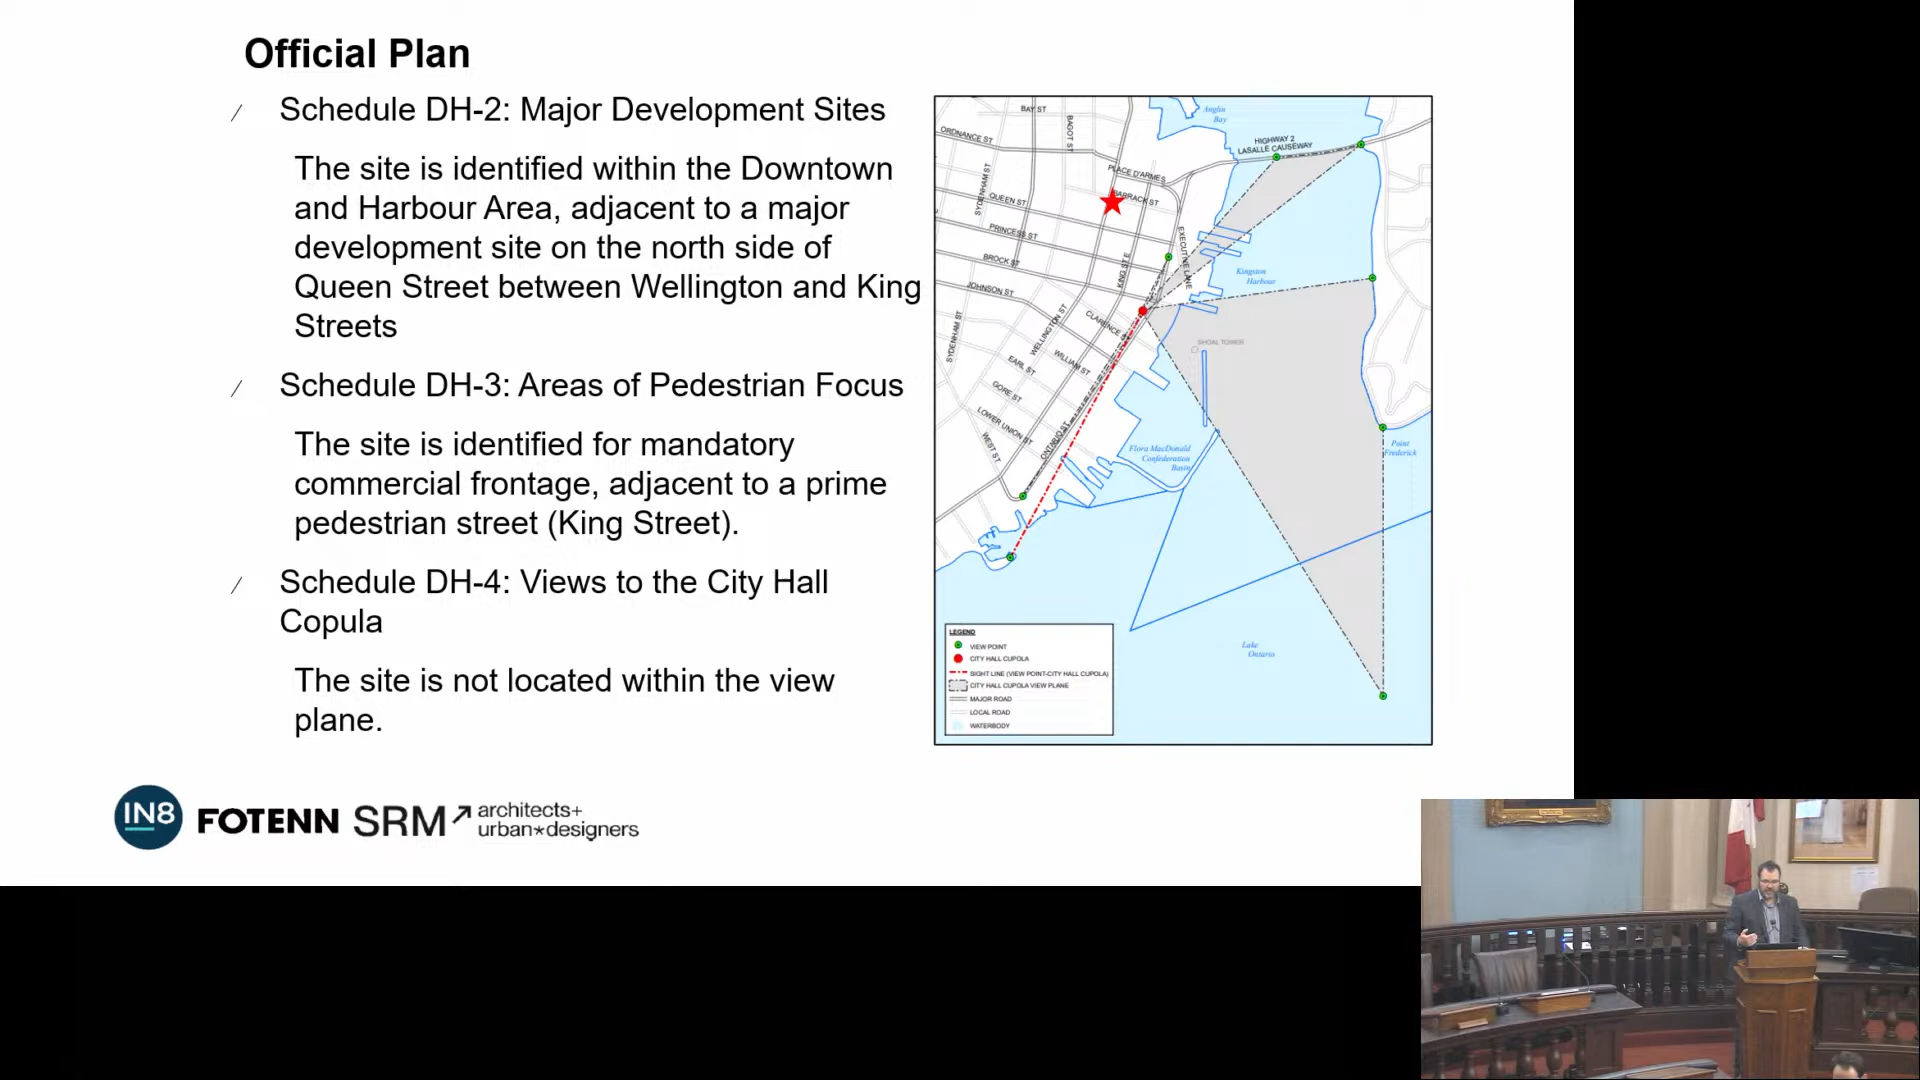 Official Plan
Schedule DH-2: Major Development Sites
The site is identified within the Downtown
and Harbour Area, adjacent to a major
development site on the north side of
Queen Street between Wellington and King
Streets
Schedule DH-3: Areas of Pedestrian Focus
The site is identified for mandatory
commercial frontage, adjacent to a prime
pedestrian street (King Street).
Schedule DH-4: Views to the City Hall
Copula
The site is not located within the view
plane.
BAY ST
BAGOT ST
ORDNANCE ST
SYDENHAM ST
PLACE D'ARMES
BARRACK ST
QUEEN ST
PRINCESS ST
BROCK ST
JOHNSON ST
KING ST E
EXECUTIVE LANE
CLARENCE
WELLINGTON ST
SYDENHAM ST
WILLIAM ST
EARL ST
GORE ST
LOWER UNION ST
WEST ST
ONTARIO ST
Anglin
Bay
HIGHWAY 2
LASALLE CAUSEWAY
Kingston
Harbour
SHOAL TOWER
Flora MacDonald
Confederation
Basin
Point
Frederick
Lake
Ontario
LEGEND
VIEW POINT
CITY HALL CUPOLA
SIGHT LINE (VIEW POINT-CITY HALL CUPOLA)
CITY HALL CUPOLA VIEW PLANE
MAJOR ROAD
LOCAL ROAD
WATERBODY
IN8
FOTENN
SRM
architects+
urban*designers